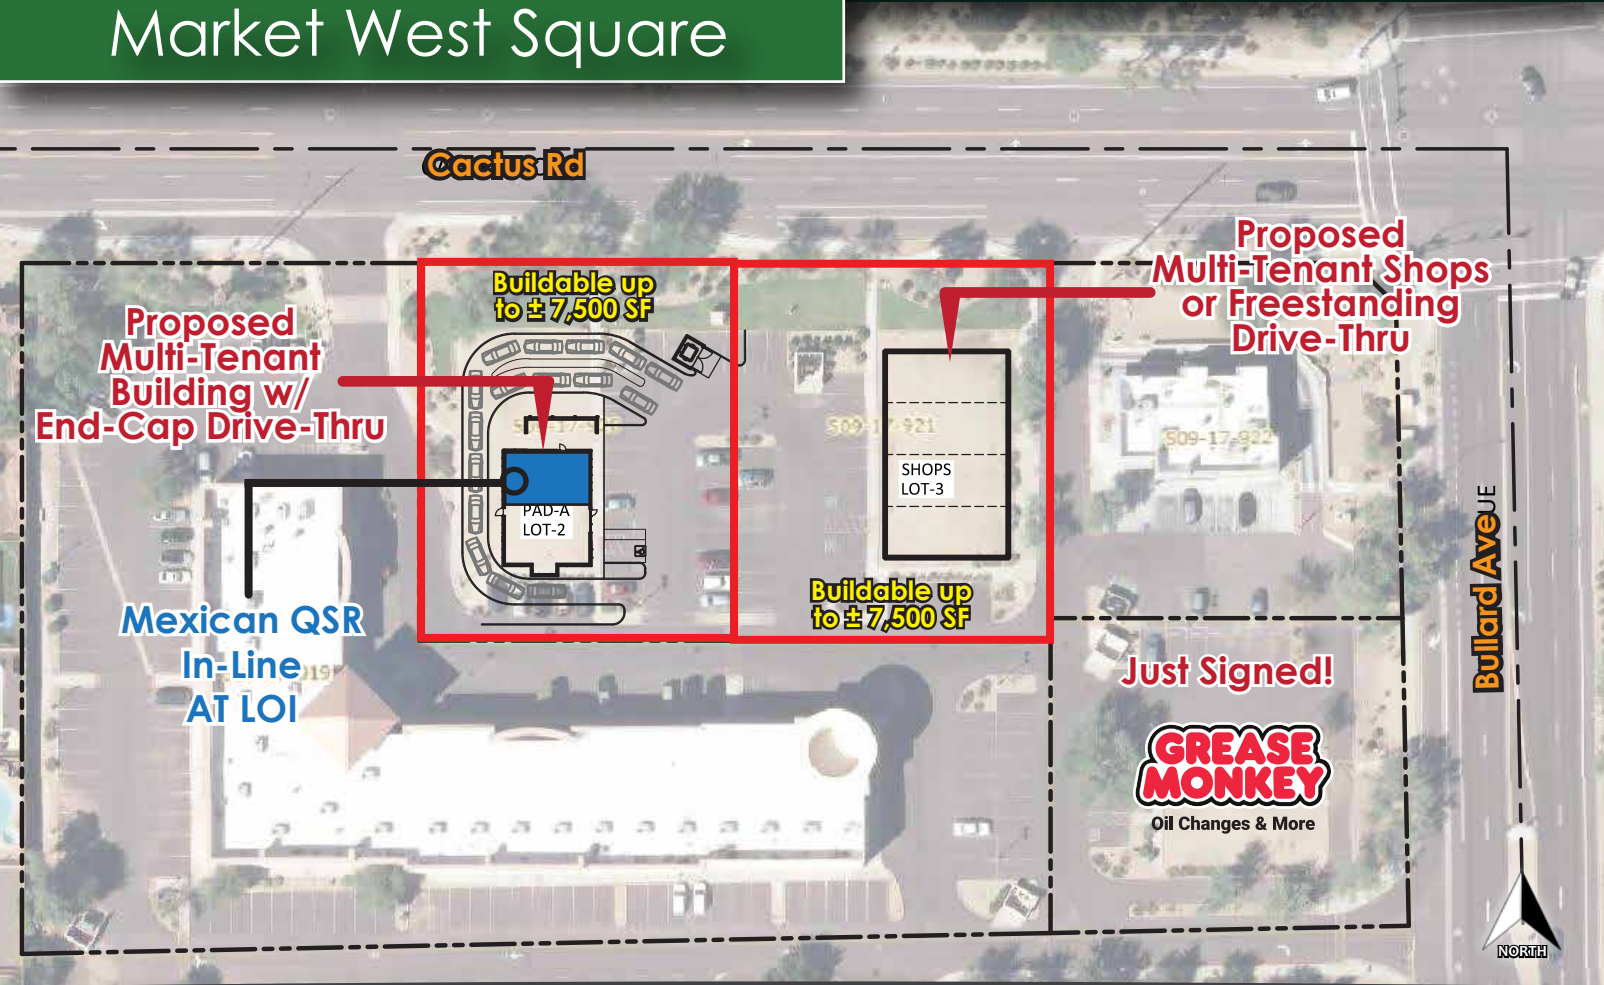 Market West Square
Cactus Rd
Proposed
Multi-Tenant Shops
or Freestanding
Drive-Thru
Buildable up
to ± 7,500 SF
Proposed
Multi-Tenant
Building w/
End-Cap Drive-Thru
509-17-921
509-17-922
SHOPS
LOT-3
PAD-A
LOT-2
Buildable up
to ± 7,500 SF
Mexican QSR
In-Line
AT LOI
Bullard Ave
Just Signed!
GREASE
MONKEY
Oil Changes & More
NORTH